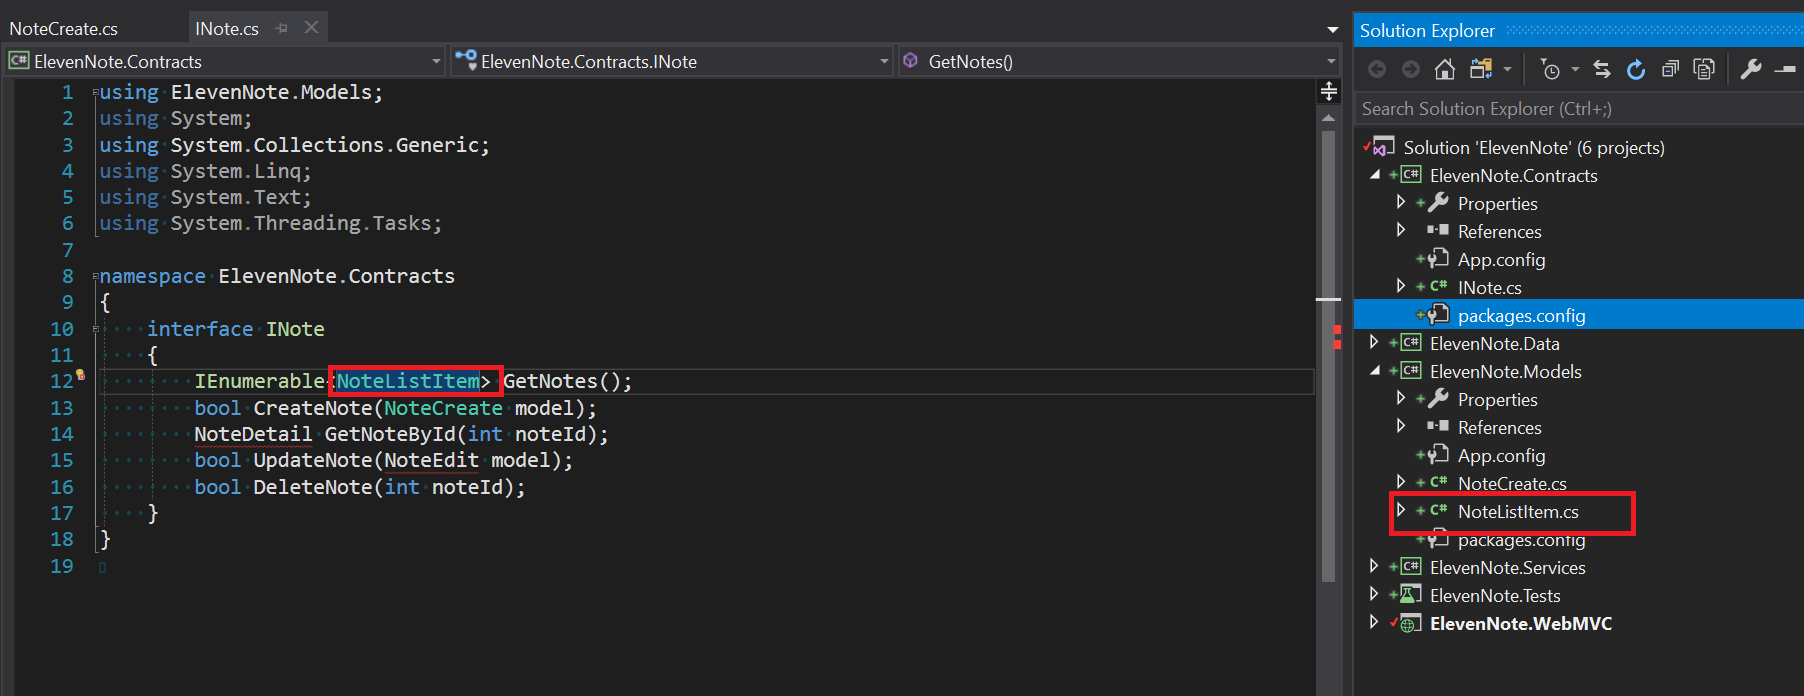 NoteCreate.cs
INote.cs
ElevenNote.Contracts
ElevenNote.Contracts.INote
GetNotes()
1 using ElevenNote.Models;
2 using System;
3 using System.Collections.Generic;
4 using System.Linq;
5 using System.Text;
6 using System.Threading.Tasks;
7
8 namespace ElevenNote.Contracts
9 {
10 interface INote
11 {
12 IEnumerable<NoteListItem> GetNotes();
13 bool CreateNote(NoteCreate model);
14 NoteDetail GetNoteById(int noteId);
15 bool UpdateNote(NoteEdit model);
16 bool DeleteNote(int noteId);
17 }
18 }
19
Solution Explorer
Search Solution Explorer (Ctrl+;)
Solution 'ElevenNote' (6 projects)
C# ElevenNote.Contracts
Properties
References
App.config
C# INote.cs
packages.config
C# ElevenNote.Data
C# ElevenNote.Models
Properties
References
App.config
C# NoteCreate.cs
C# NoteListItem.cs
packages.config
C# ElevenNote.Services
ElevenNote.Tests
ElevenNote.WebMVC